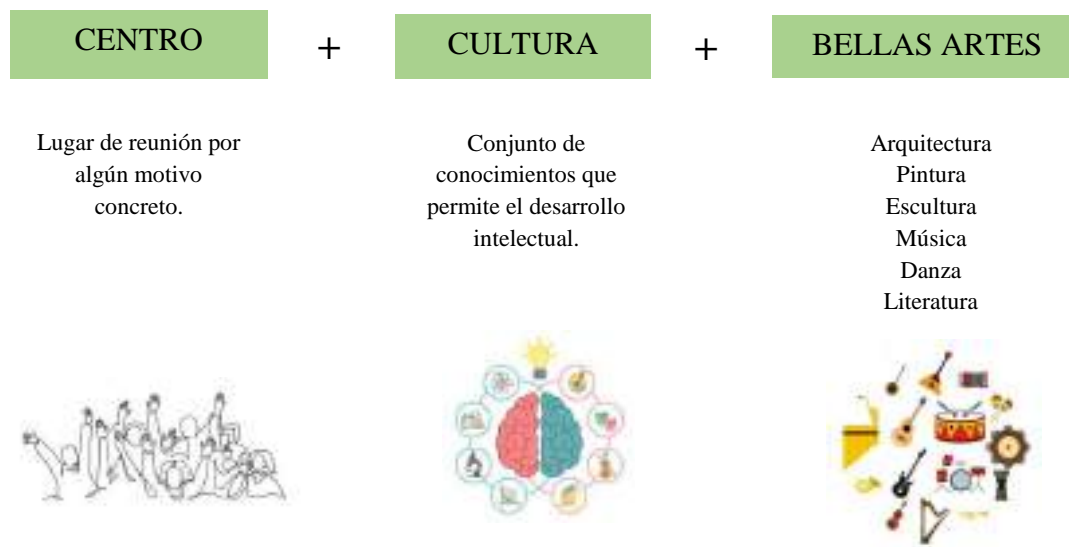 CENTRO + CULTURA + BELLAS ARTES
Lugar de reunión por
algún motivo
concreto.
Conjunto de
conocimientos que
permite el desarrollo
intelectual.
Arquitectura
Pintura
Escultura
Música
Danza
Literatura